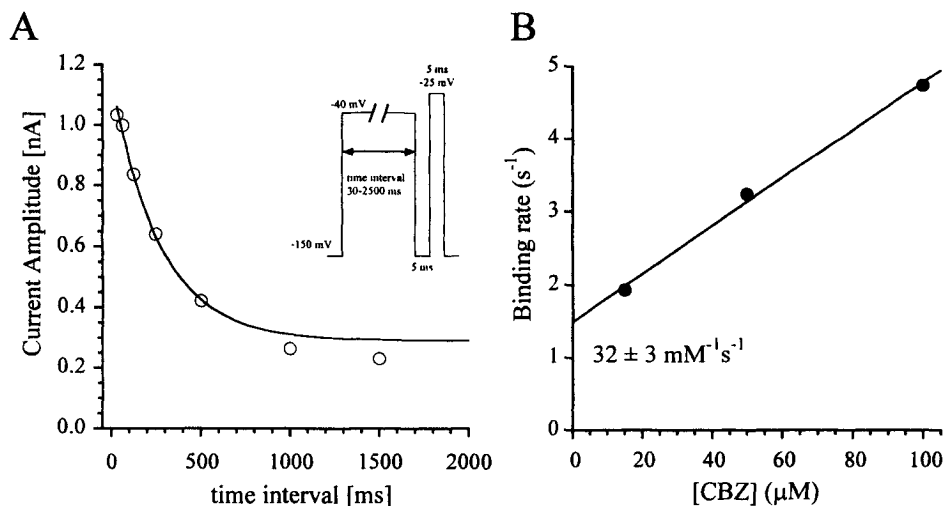 A
Current Amplitude [nA]
1.2
1.0
0.8
0.6
0.4
0.2
0.0
0
500
1000
1500
2000
time interval [ms]
-40 mV
5 ms
-25 mV
time interval
30-2500 ms
-150 mV
5 ms
B
Binding rate (s⁻¹)
5
4
3
2
1
0
32 ± 3 mM⁻¹s⁻¹
0
20
40
60
80
100
[CBZ] (μM)